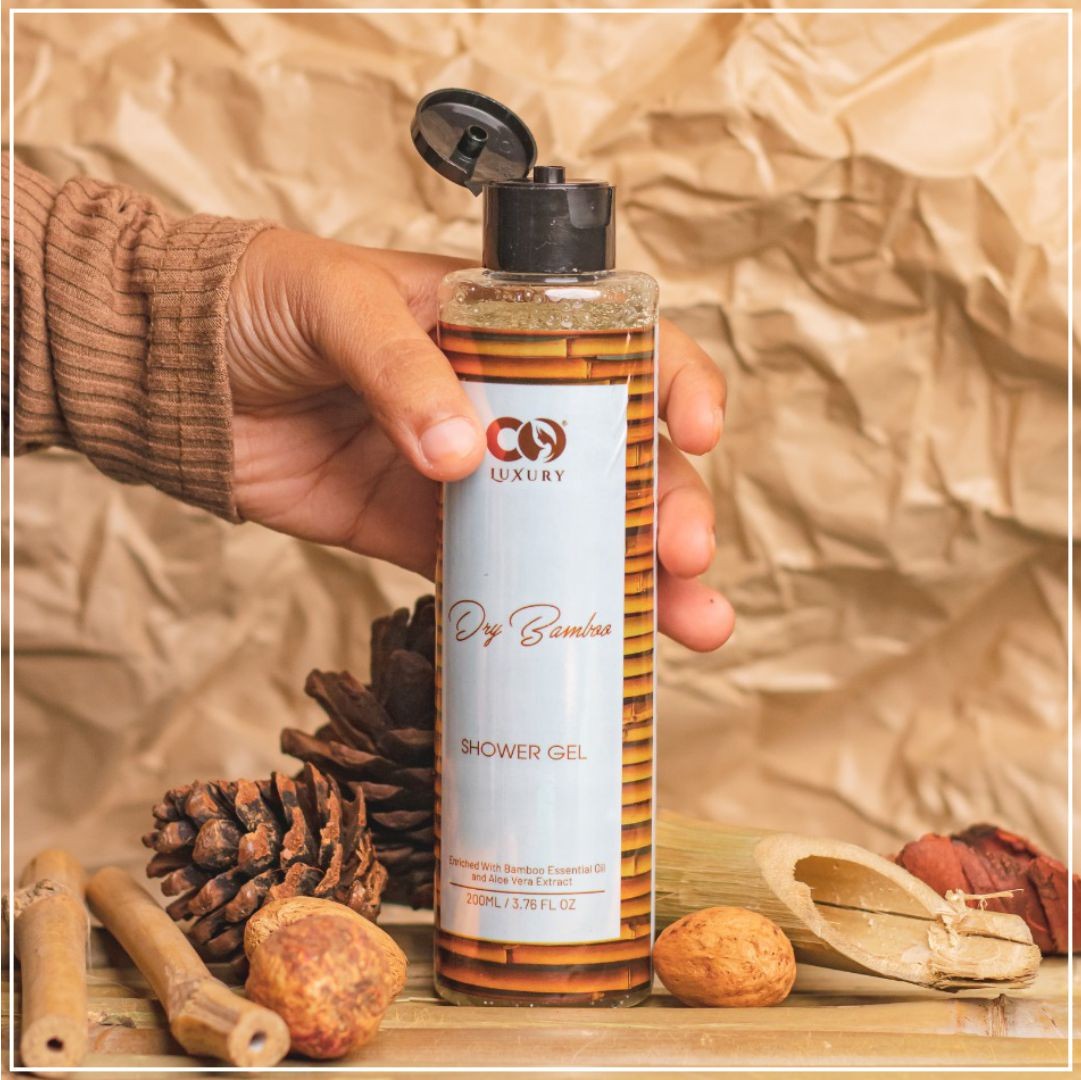 CO®
LUXURY
Dry Bamboo
SHOWER GEL
Enriched With Bamboo Essential Oil
and Aloe Vera Extract
200ML / 3.76 FL OZ